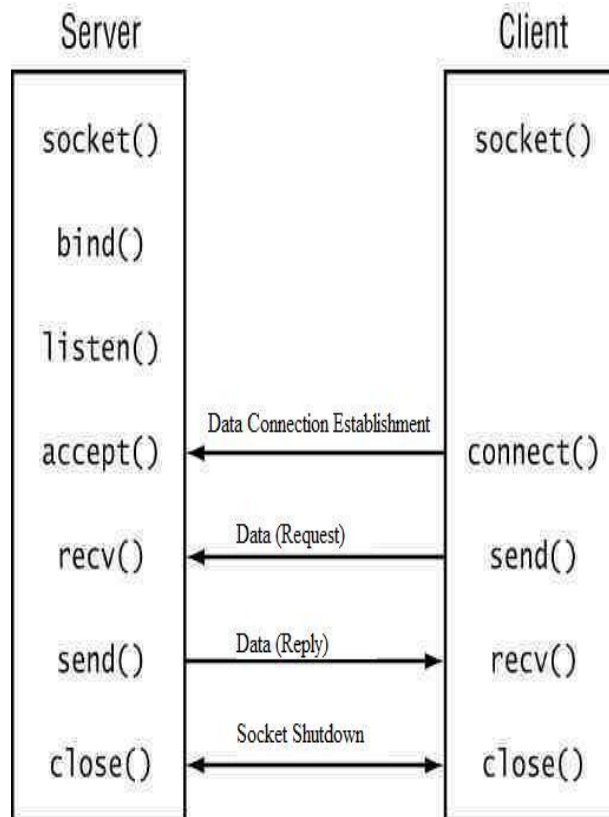 Server Client
socket() socket()
bind()
listen()
Data Connection Establishment
accept() connect()
Data (Request)
recv() send()
Data (Reply)
send() recv()
Socket Shutdown
close() close()